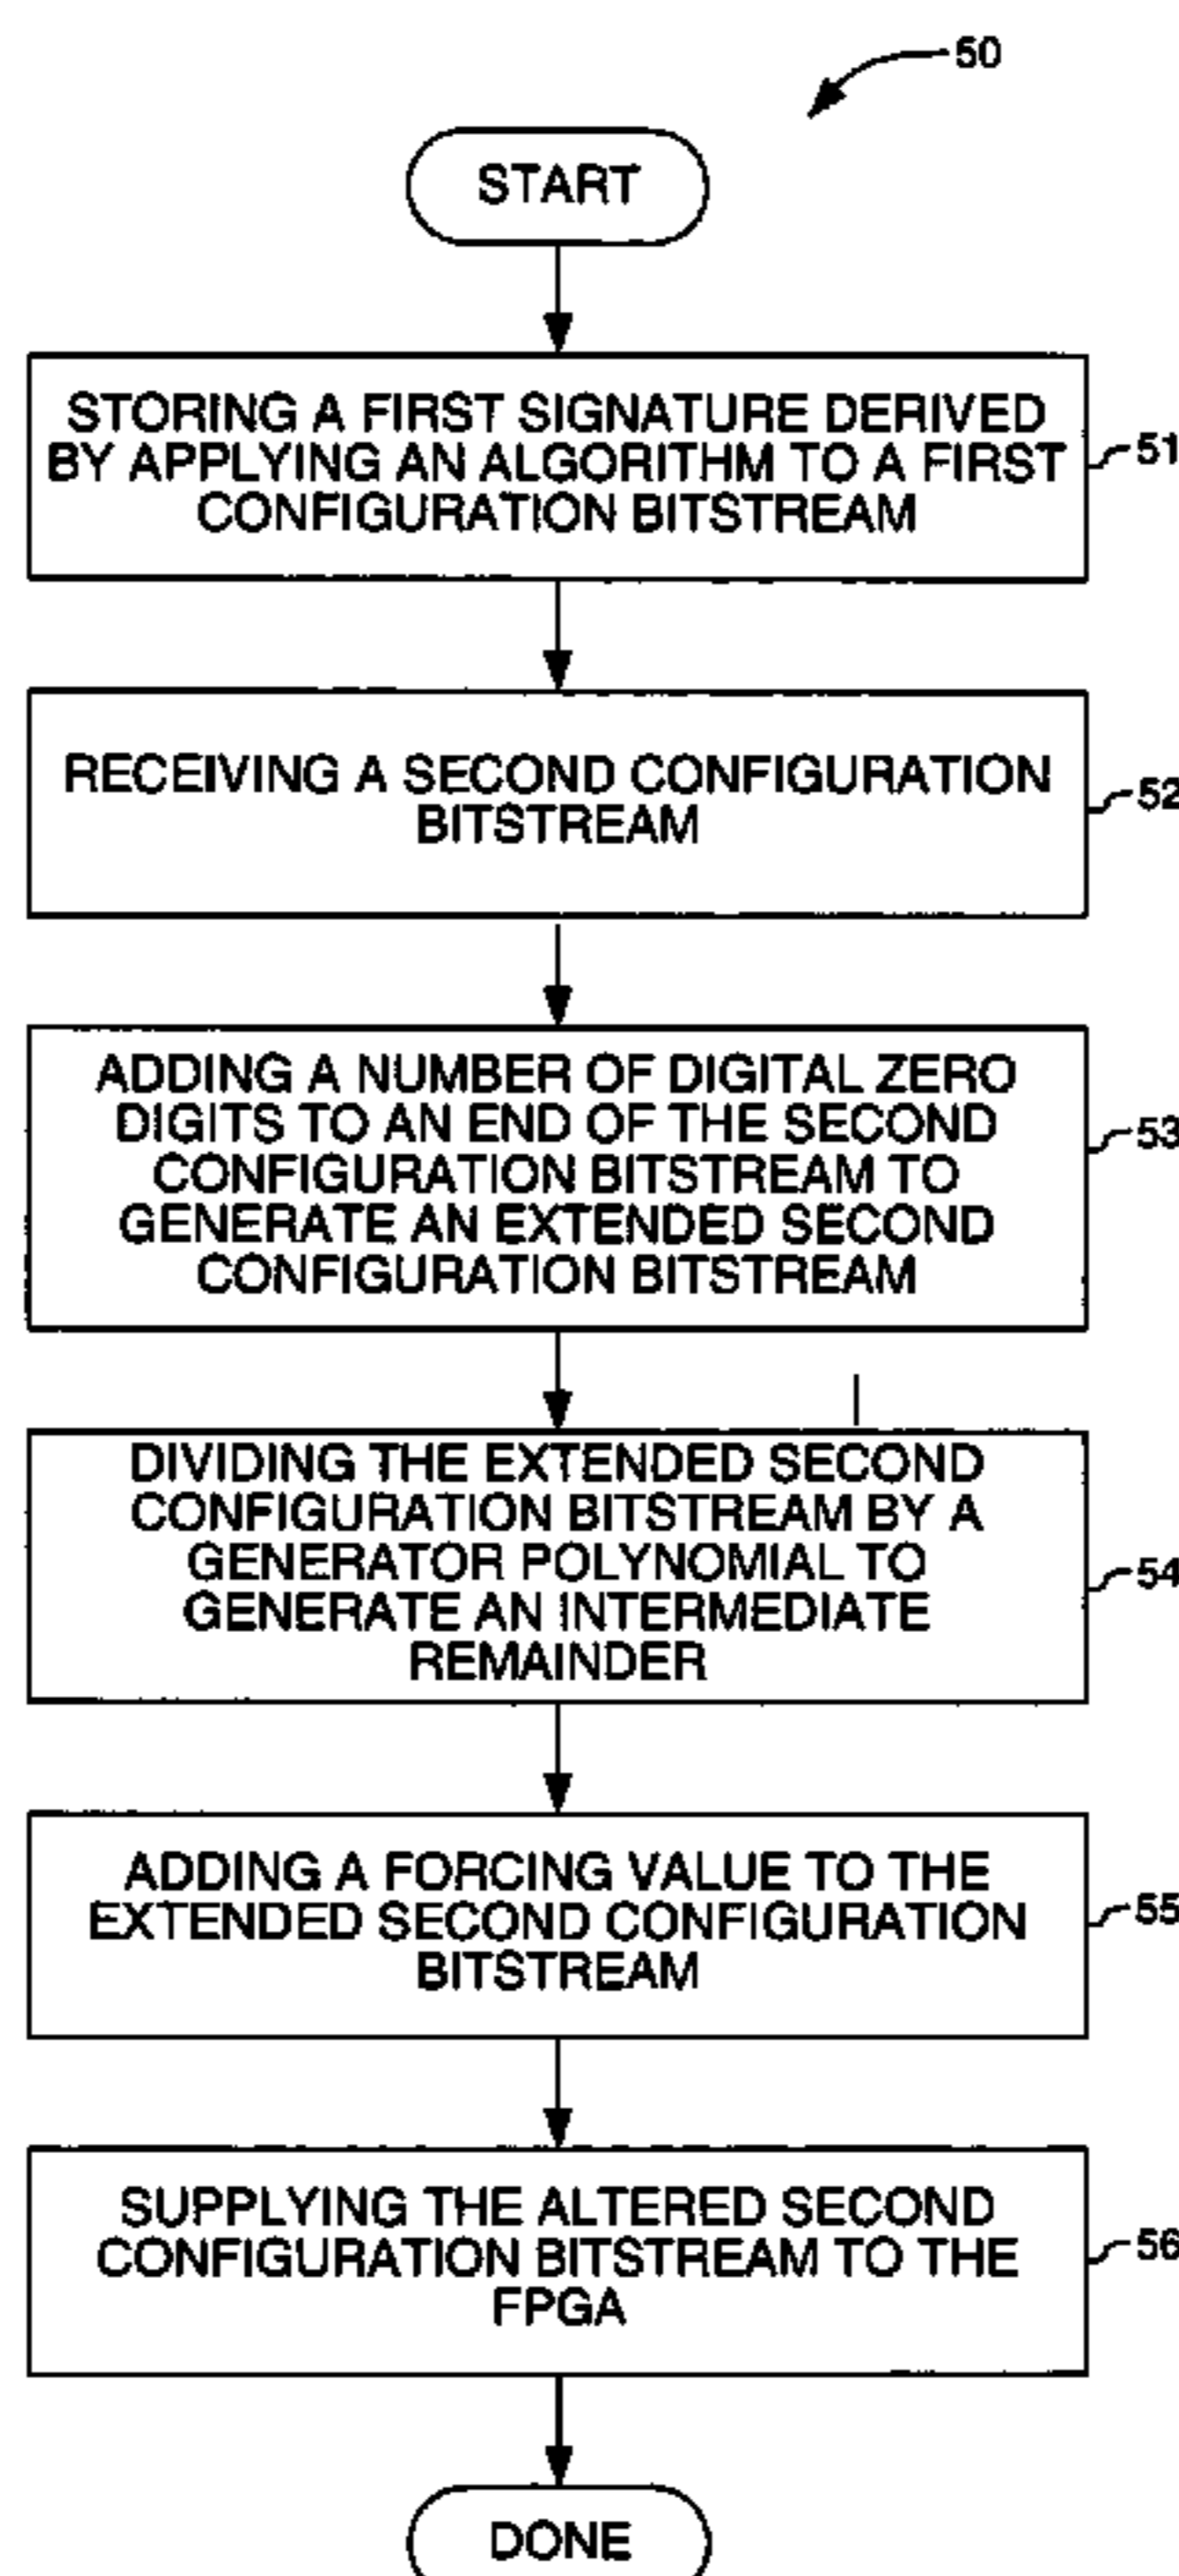 50
START
STORING A FIRST SIGNATURE DERIVED
BY APPLYING AN ALGORITHM TO A FIRST
CONFIGURATION BITSTREAM
51
RECEIVING A SECOND CONFIGURATION
BITSTREAM
52
ADDING A NUMBER OF DIGITAL ZERO
DIGITS TO AN END OF THE SECOND
CONFIGURATION BITSTREAM TO
GENERATE AN EXTENDED SECOND
CONFIGURATION BITSTREAM
53
DIVIDING THE EXTENDED SECOND
CONFIGURATION BITSTREAM BY A
GENERATOR POLYNOMIAL TO
GENERATE AN INTERMEDIATE
REMAINDER
54
ADDING A FORCING VALUE TO THE
EXTENDED SECOND CONFIGURATION
BITSTREAM
55
SUPPLYING THE ALTERED SECOND
CONFIGURATION BITSTREAM TO THE
FPGA
56
DONE